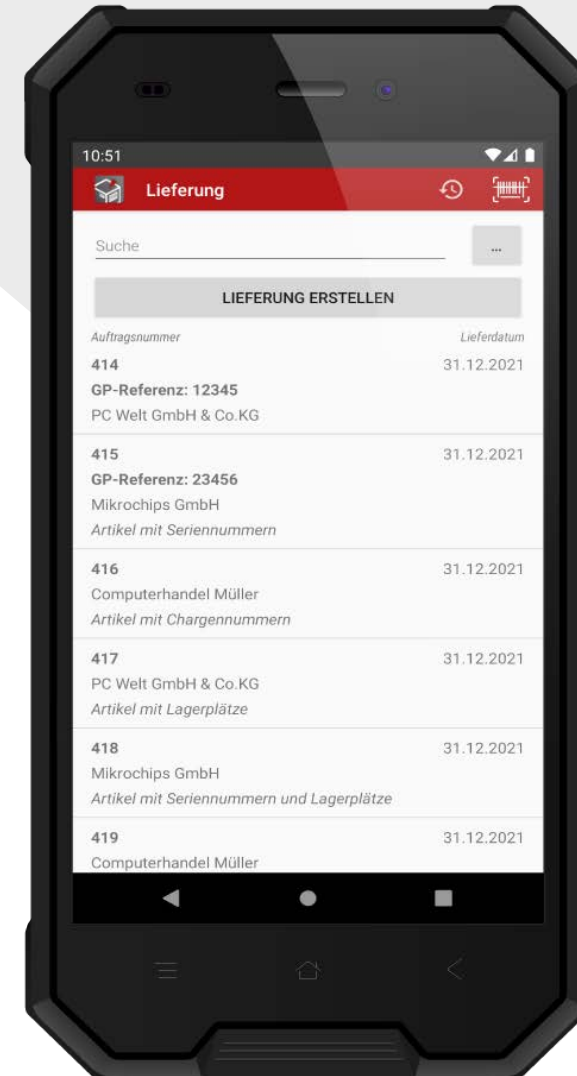 10:51
Lieferung
Suche
...
LIEFERUNG ERSTELLEN
Auftragsnummer Lieferdatum
414 31.12.2021
GP-Referenz: 12345
PC Welt GmbH & Co.KG
415 31.12.2021
GP-Referenz: 23456
Mikrochips GmbH
Artikel mit Seriennummern
416 31.12.2021
Computerhandel Müller
Artikel mit Chargennummern
417 31.12.2021
PC Welt GmbH & Co.KG
Artikel mit Lagerplätze
418 31.12.2021
Mikrochips GmbH
Artikel mit Seriennummern und Lagerplätze
419 31.12.2021
Computerhandel Müller